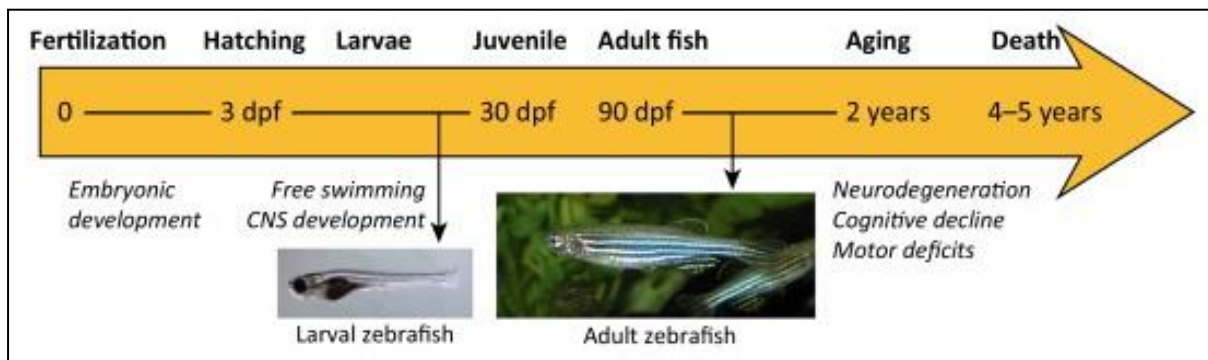 Fertilization Hatching Larvae Juvenile Adult fish Aging Death
0 3 dpf 30 dpf 90 dpf 2 years 4–5 years
Embryonic
development
Free swimming
CNS development
Neurodegeneration
Cognitive decline
Motor deficits
Larval zebrafish
Adult zebrafish